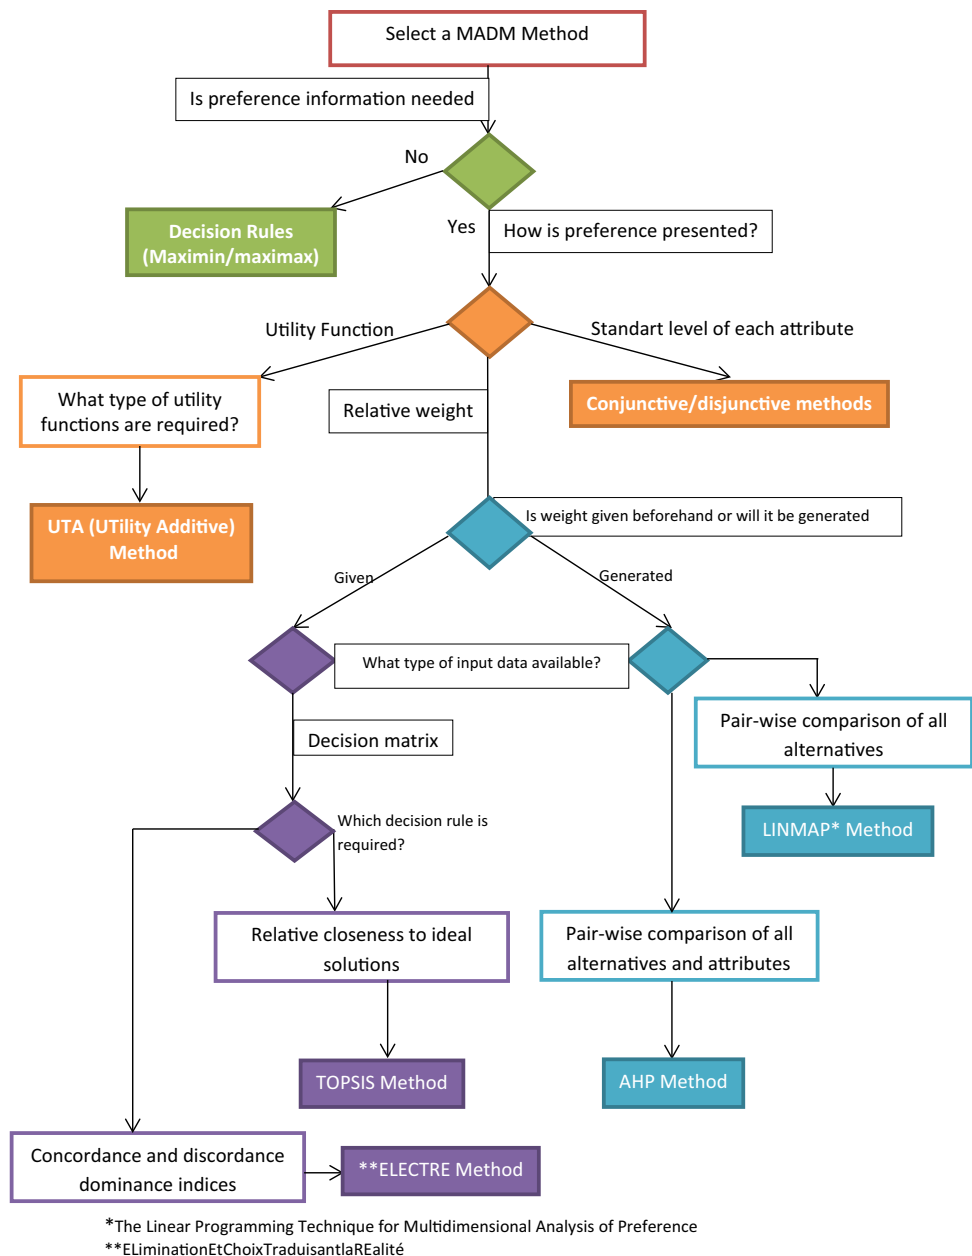 Select a MADM Method
Is preference information needed
No
Decision Rules
(Maximin/maximax)
Yes
How is preference presented?
Utility Function
Standart level of each attribute
What type of utility
functions are required?
Relative weight
Conjunctive/disjunctive methods
UTA (UTility Additive)
Method
Is weight given beforehand or will it be generated
Given
Generated
What type of input data available?
Decision matrix
Pair-wise comparison of all
alternatives
LINMAP* Method
Which decision rule is
required?
Relative closeness to ideal
solutions
Pair-wise comparison of all
alternatives and attributes
TOPSIS Method
AHP Method
Concordance and discordance
dominance indices
**ELECTRE Method
*The Linear Programming Technique for Multidimensional Analysis of Preference
**ELiminationEtChoixTraduisantlaREalité